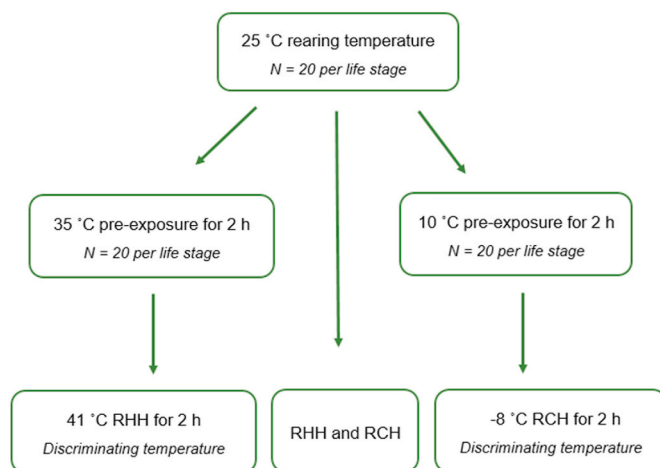 25 ˚C rearing temperature
N = 20 per life stage
35 ˚C pre-exposure for 2 h
N = 20 per life stage
10 ˚C pre-exposure for 2 h
N = 20 per life stage
41 ˚C RHH for 2 h
Discriminating temperature
RHH and RCH
-8 ˚C RCH for 2 h
Discriminating temperature